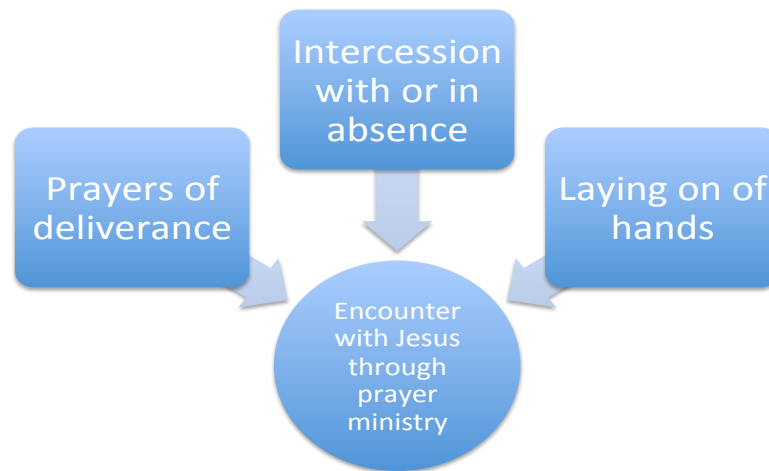 Intercession
with or in
absence
Prayers of
deliverance
Laying on of
hands
Encounter
with Jesus
through
prayer
ministry